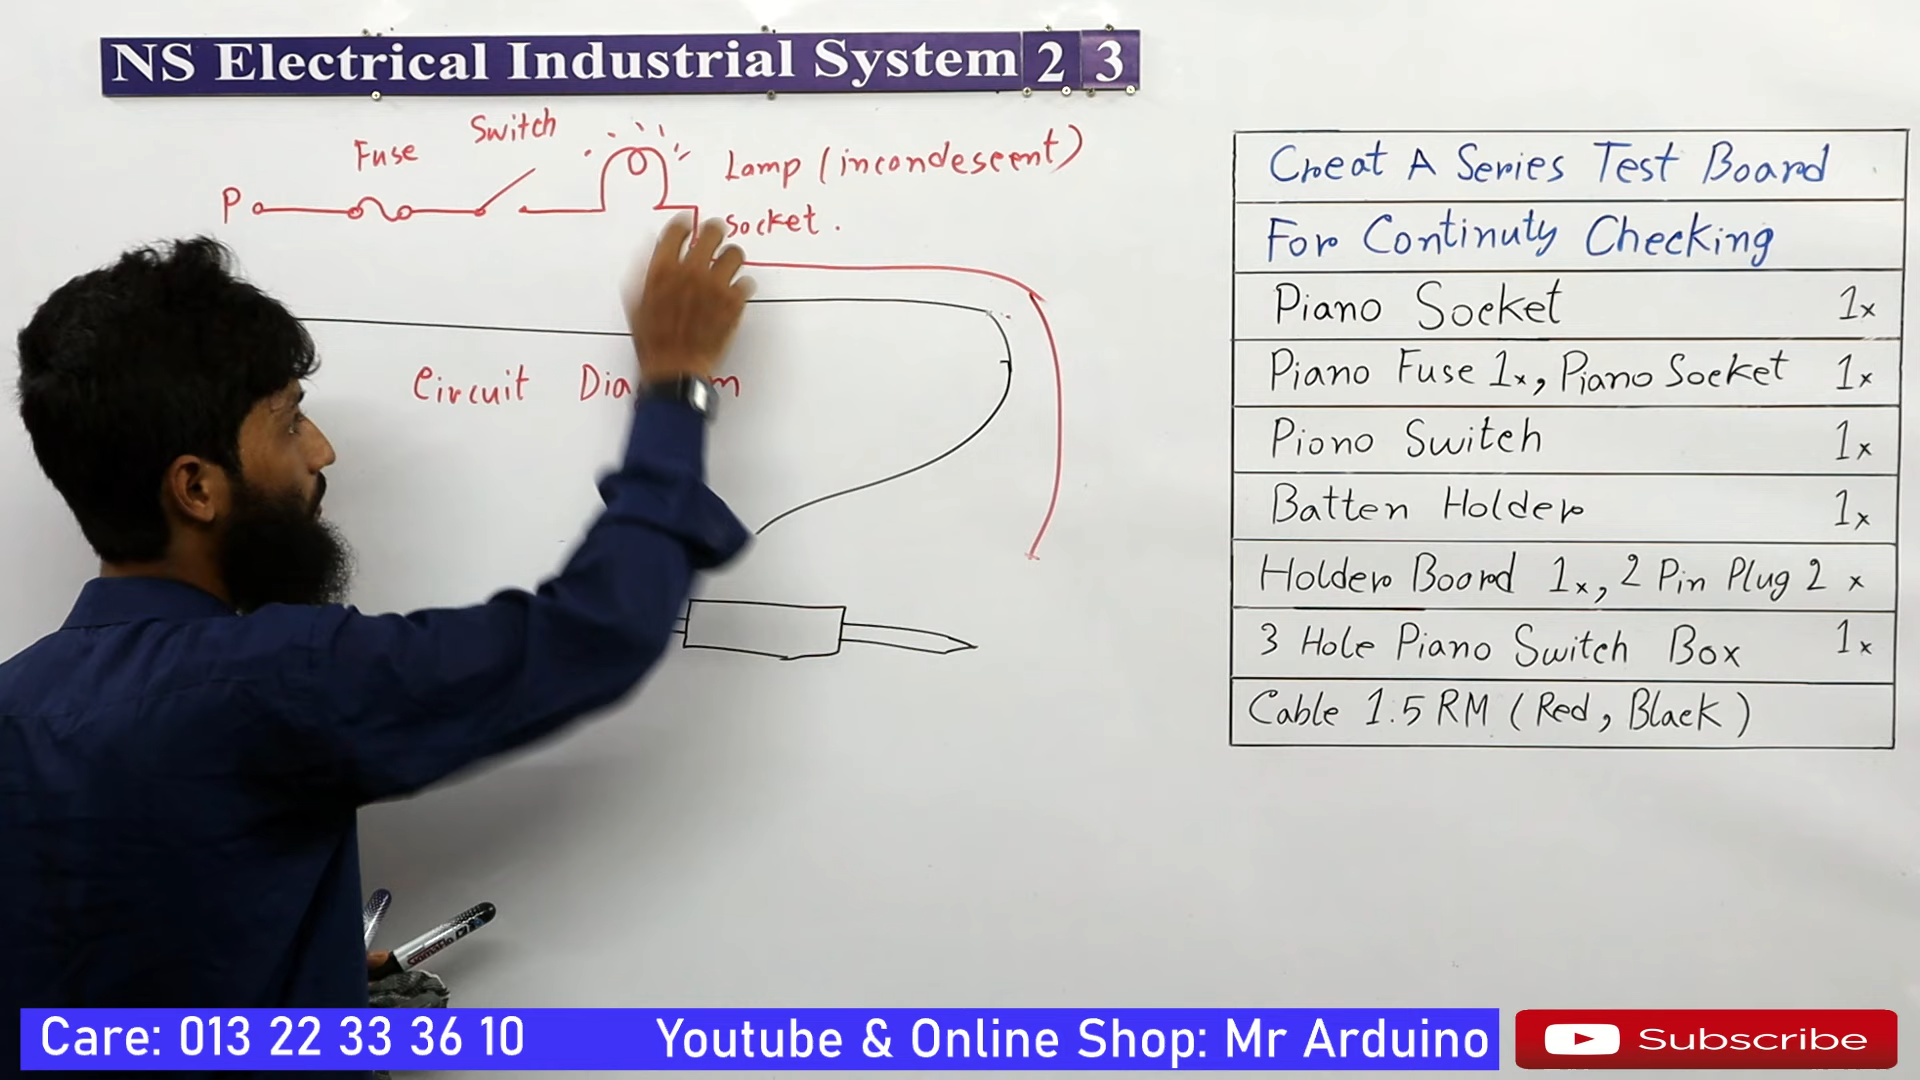 NS Electrical Industrial System 2 3
Switch
Fuse
Lamp (incondescent)
P
socket.
Circuit
Creat A Series Test Board
For Continuty Checking
Piano Socket 1x
Piano Fuse 1x, Piano Socket 1x
Piono Switch 1x
Batten Holder 1x
Holder Board 1x, 2 Pin Plug 2 x
3 Hole Piano Switch Box 1x
Cable 1.5 RM (Red, Black)
Care: 013 22 33 36 10
Youtube & Online Shop: Mr Arduino
Subscribe